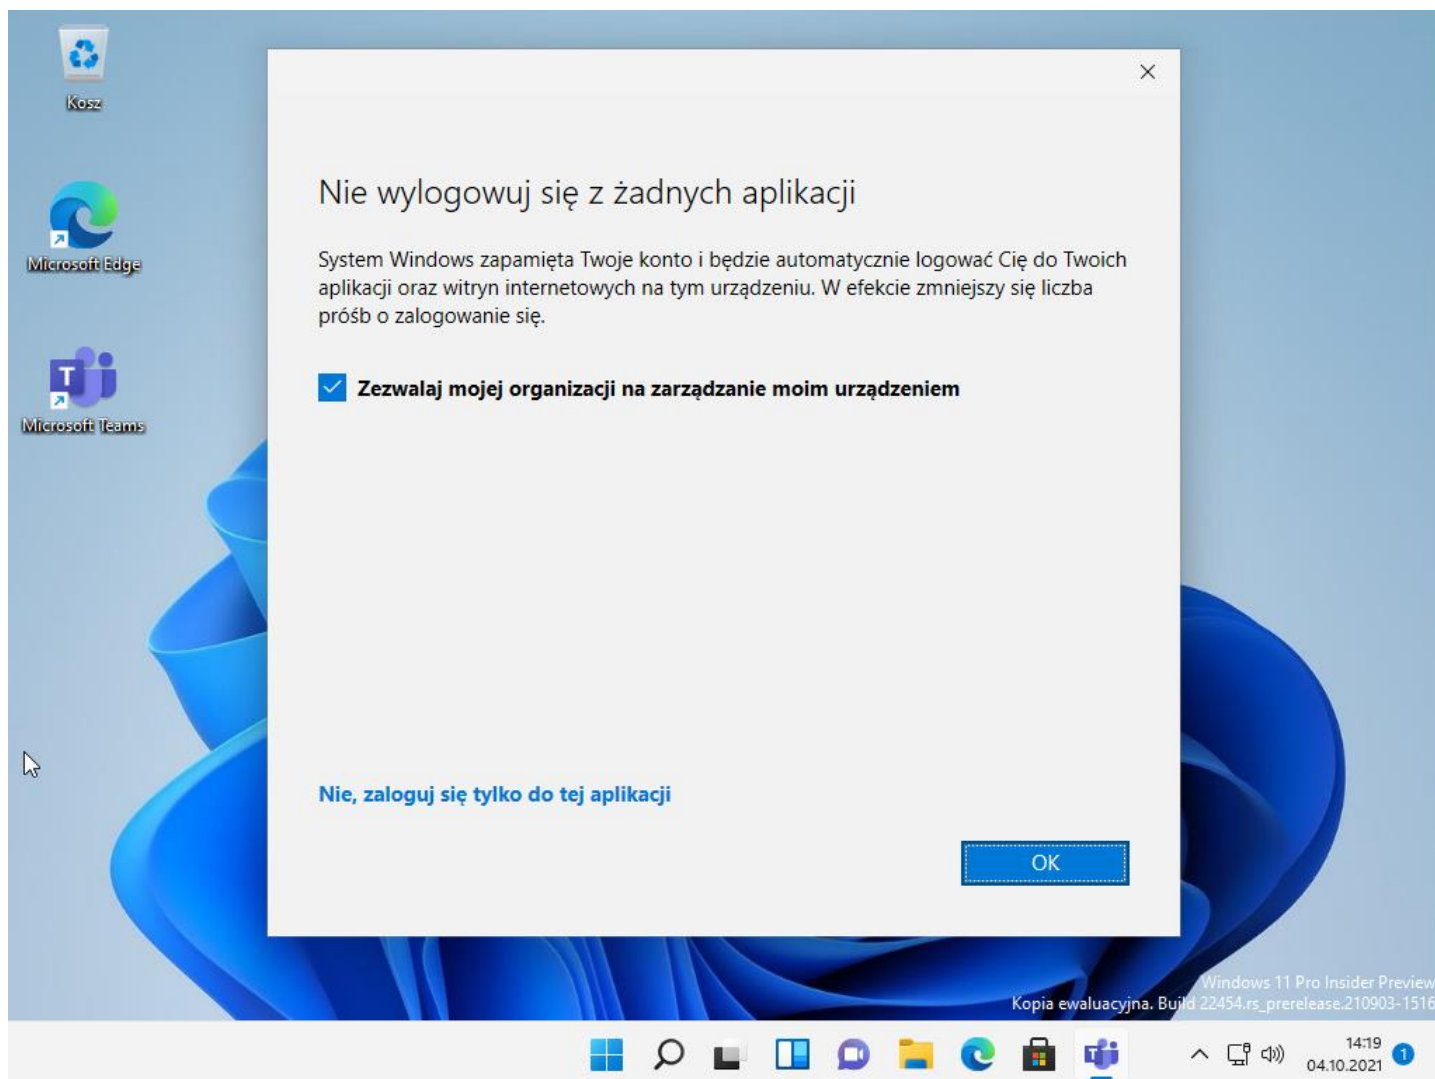 Kosz
Microsoft Edge
Microsoft Teams
Nie wylogowuj się z żadnych aplikacji
System Windows zapamięta Twoje konto i będzie automatycznie logować Cię do Twoich
aplikacji oraz witryn internetowych na tym urządzeniu. W efekcie zmniejszy się liczba
próśb o zalogowanie się.
Zezwalaj mojej organizacji na zarządzanie moim urządzeniem
Nie, zaloguj się tylko do tej aplikacji
OK
Windows 11 Pro Insider Preview
Kopia ewaluacyjna. Build 22454.rs_prerelease.210903-1516
14:19
04.10.2021
1